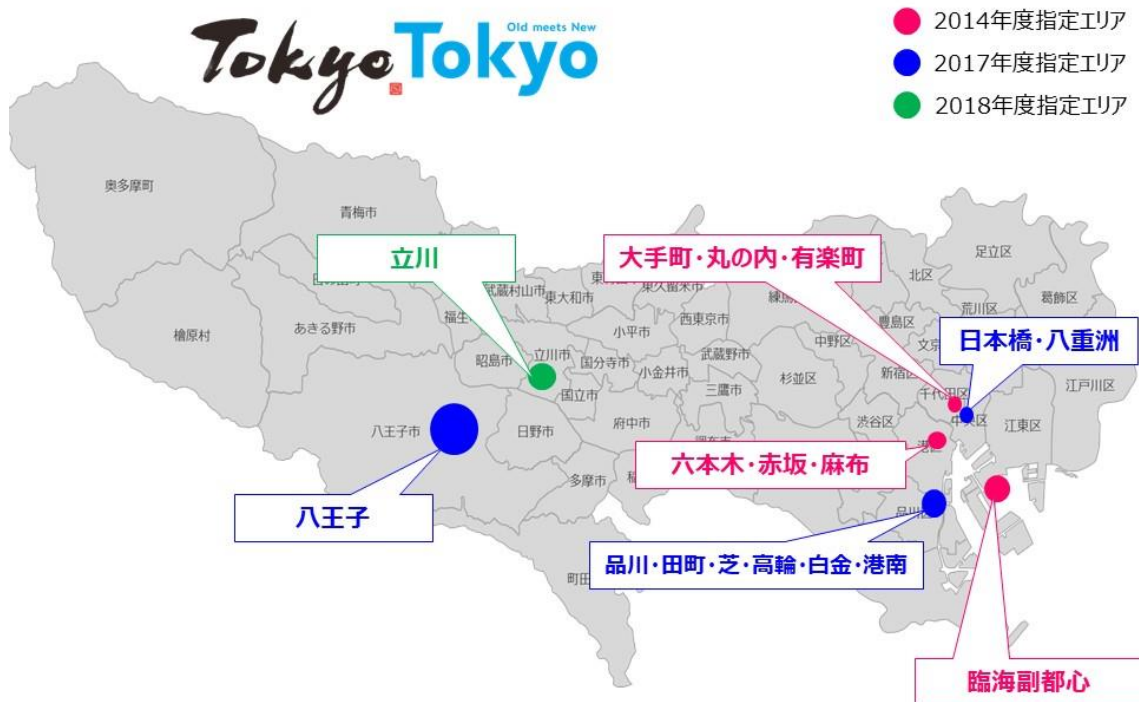 Tokyo Tokyo
Old meets New
2014年度指定エリア
2017年度指定エリア
2018年度指定エリア
奥多摩町
青梅市
立川
大手町・丸の内・有楽町
足立区
北区
葛飾区
武蔵村山市
東大和市
東久留米市
荒川区
檜原村
あきる野市
小平市
西東京市
豊島区
中野区
日本橋・八重洲
昭島市
立川市
国分寺市
小金井市
武蔵野市
杉並区
新宿区
千代田区
江戸川区
国立市
三鷹市
八王子市
日野市
府中市
渋谷区
中央区
江東区
港区
六本木・赤坂・麻布
多摩市
八王子
品川・田町・芝・高輪・白金・港南
臨海副都心